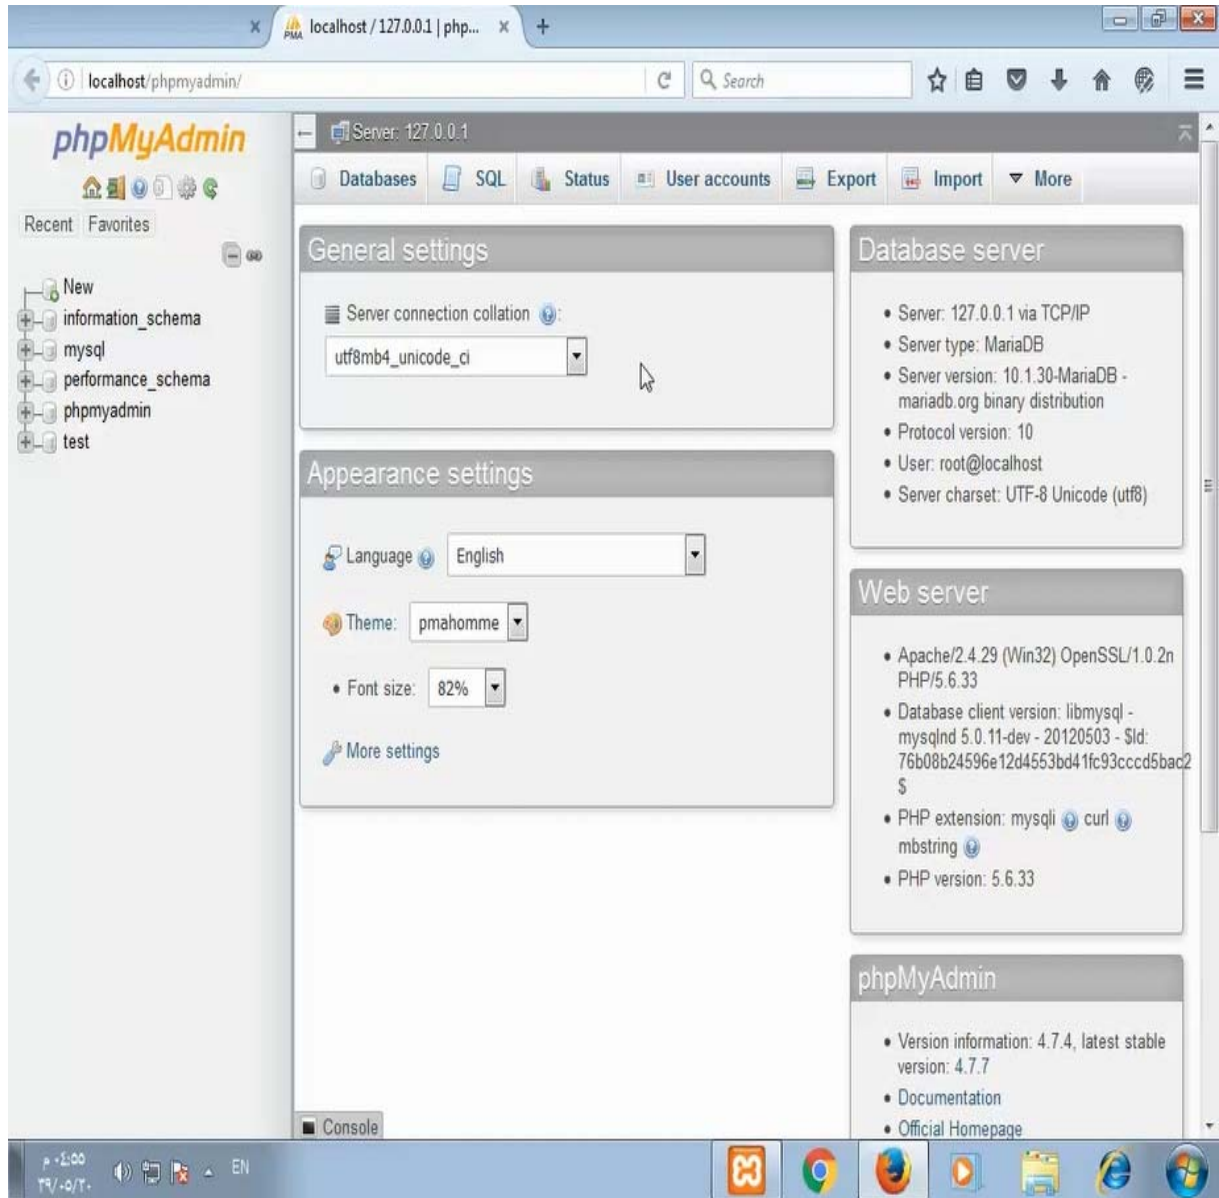 localhost / 127.0.0.1 | php...
localhost/phpmyadmin/
Search
phpMyAdmin
Recent Favorites
New
information_schema
mysql
performance_schema
phpmyadmin
test
Server: 127.0.0.1
Databases SQL Status User accounts Export Import More
General settings
Server connection collation :
utf8mb4_unicode_ci
Appearance settings
Language English
Theme: pmahomme
Font size: 82%
More settings
Database server
Server: 127.0.0.1 via TCP/IP
Server type: MariaDB
Server version: 10.1.30-MariaDB -
mariadb.org binary distribution
Protocol version: 10
User: root@localhost
Server charset: UTF-8 Unicode (utf8)
Web server
Apache/2.4.29 (Win32) OpenSSL/1.0.2n
PHP/5.6.33
Database client version: libmysql -
mysqlnd 5.0.11-dev - 20120503 - $Id:
76b08b24596e12d4553bd41fc93cccd5bac2
$
PHP extension: mysqli curl
mbstring
PHP version: 5.6.33
phpMyAdmin
Version information: 4.7.4, latest stable
version: 4.7.7
Documentation
Official Homepage
Console
EN